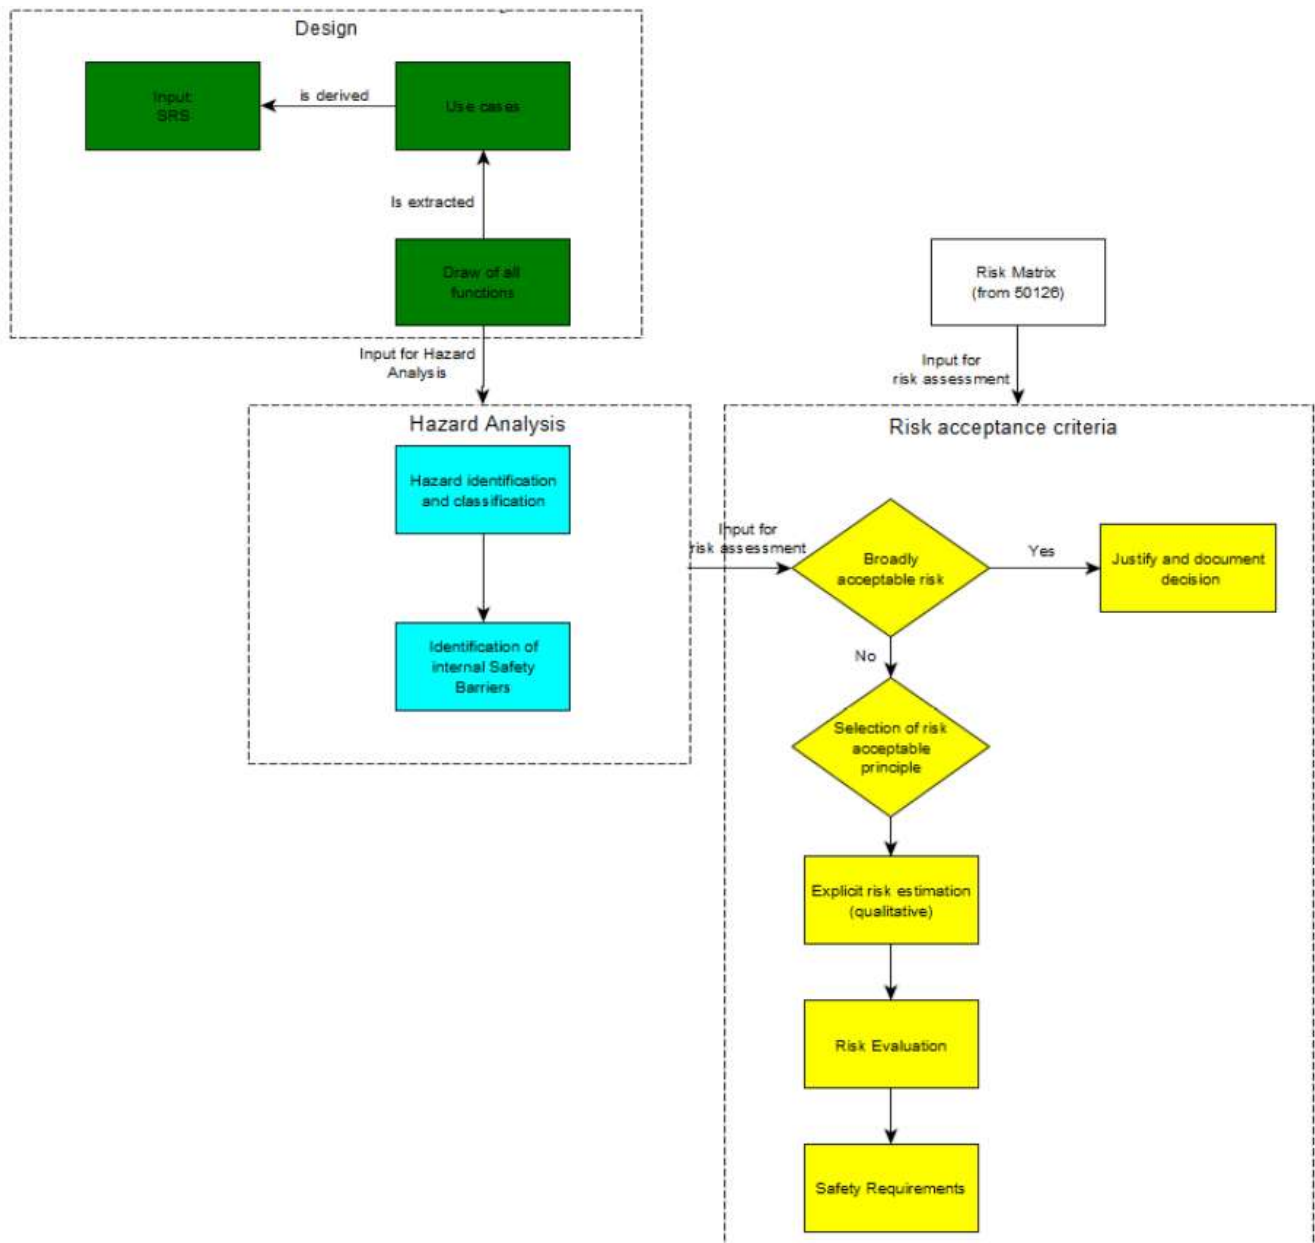 Design
Input:
SRS
is derived
Use cases
Is extracted
Draw of all
functions
Input for Hazard
Analysis
Risk Matrix
(from 50126)
Input for
risk assessment
Hazard Analysis
Hazard identification
and classification
Identification of
internal Safety
Barriers
Input for
risk assessment
Risk acceptance criteria
Broadly
acceptable risk
Yes
Justify and document
decision
No
Selection of risk
acceptable
principle
Explicit risk estimation
(qualitative)
Risk Evaluation
Safety Requirements